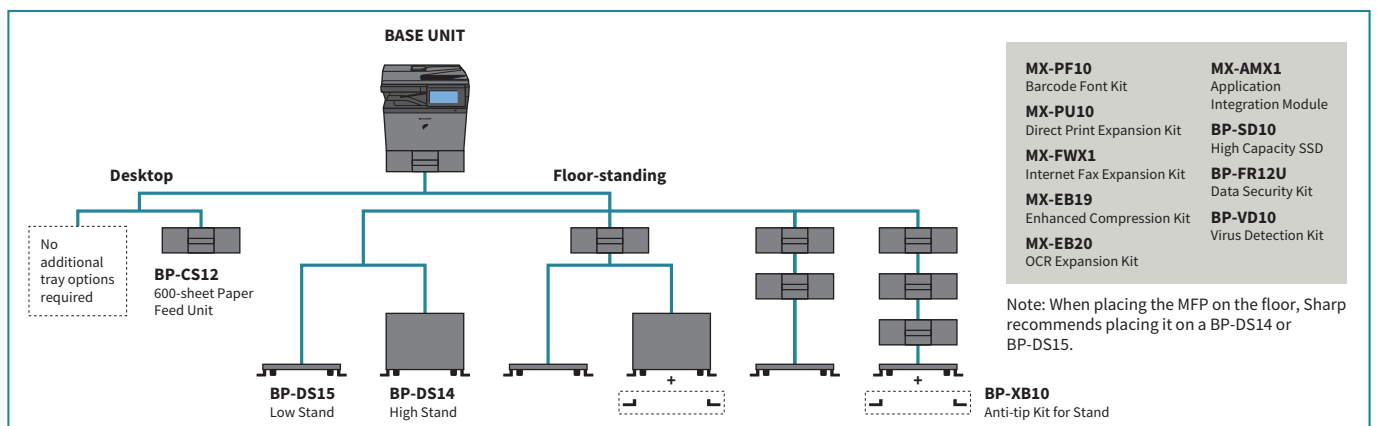 BASE UNIT
Desktop
Floor-standing
No
additional
tray options
required
BP-CS12
600-sheet Paper
Feed Unit
BP-DS15
Low Stand
BP-DS14
High Stand
+
+
BP-XB10
Anti-tip Kit for Stand
MX-PF10
Barcode Font Kit
MX-PU10
Direct Print Expansion Kit
MX-FWX1
Internet Fax Expansion Kit
MX-EB19
Enhanced Compression Kit
MX-EB20
OCR Expansion Kit
MX-AMX1
Application
Integration Module
BP-SD10
High Capacity SSD
BP-FR12U
Data Security Kit
BP-VD10
Virus Detection Kit
Note: When placing the MFP on the floor, Sharp
recommends placing it on a BP-DS14 or
BP-DS15.